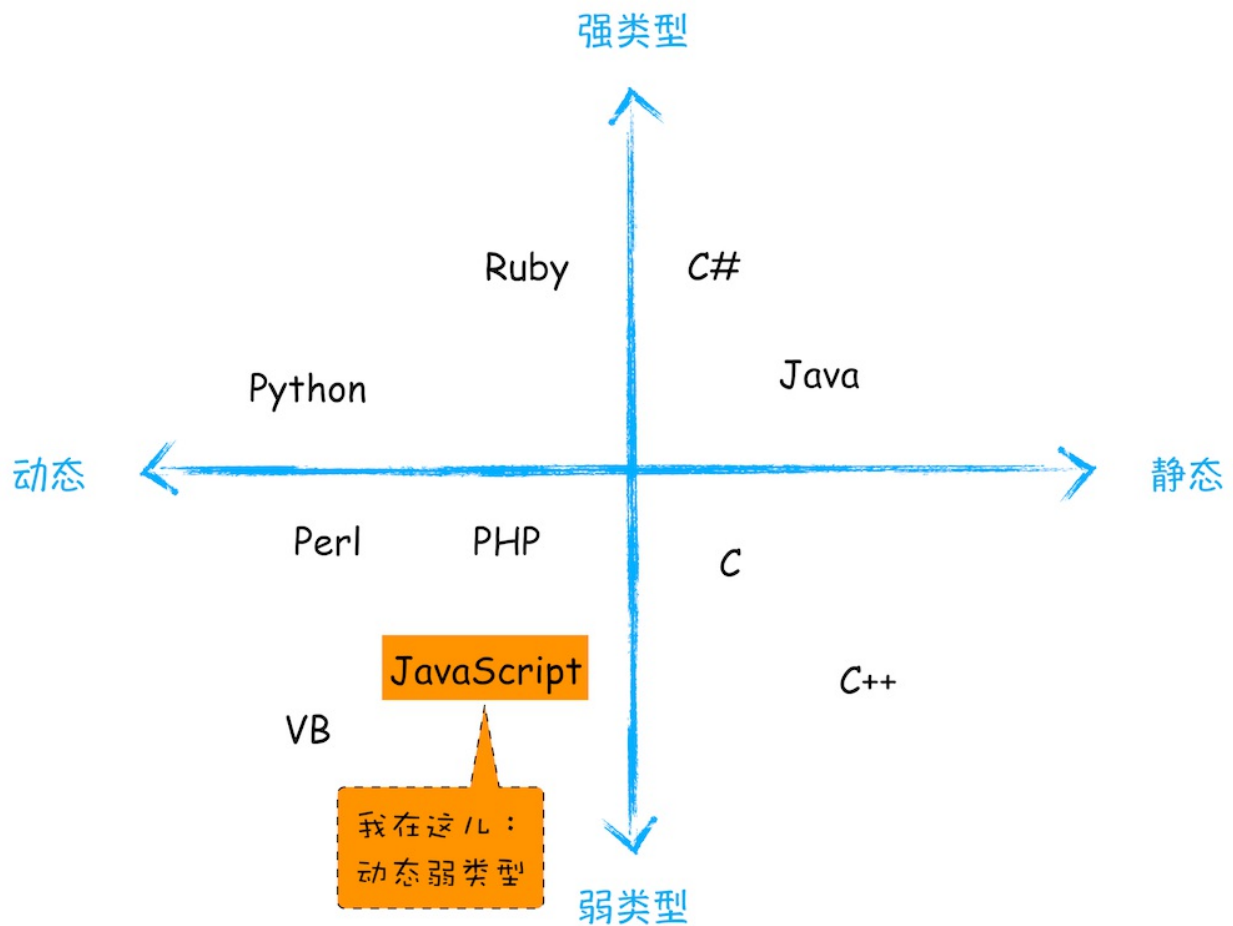 强类型
Ruby
C#
Python
Java
动态
静态
Perl
PHP
C
JavaScript
C++
VB
我在这儿：
动态弱类型
弱类型